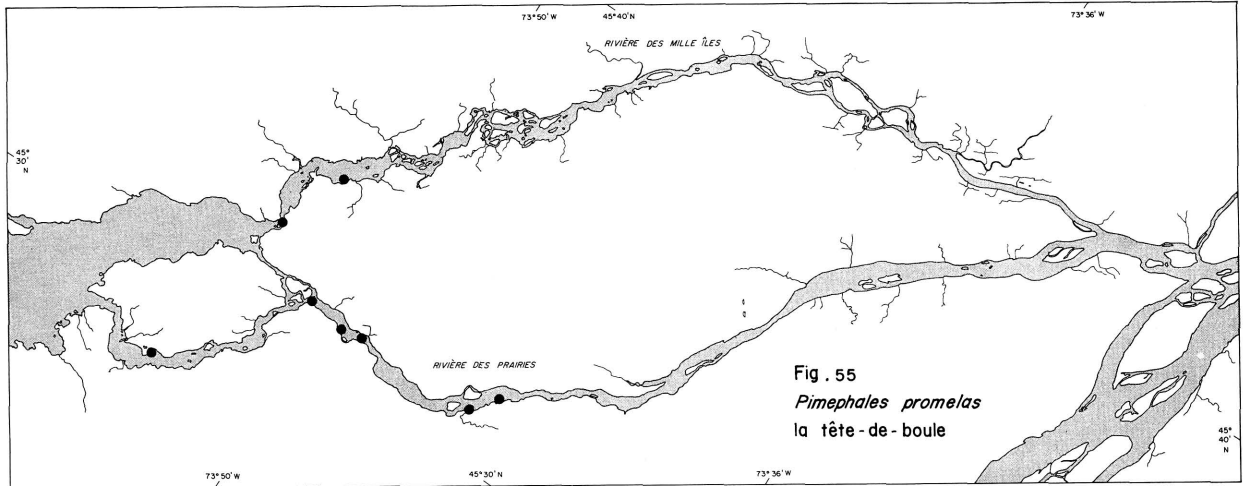 73°50' W
45°40' N
73°36' W
RIVIÈRE DES MILLE ÎLES
45°
30'
N
RIVIÈRE DES PRAIRIES
Fig. 55
Pimephales promelas
la tête-de-boule
45°
40'
N
73°50' W
45°30' N
73°36' W